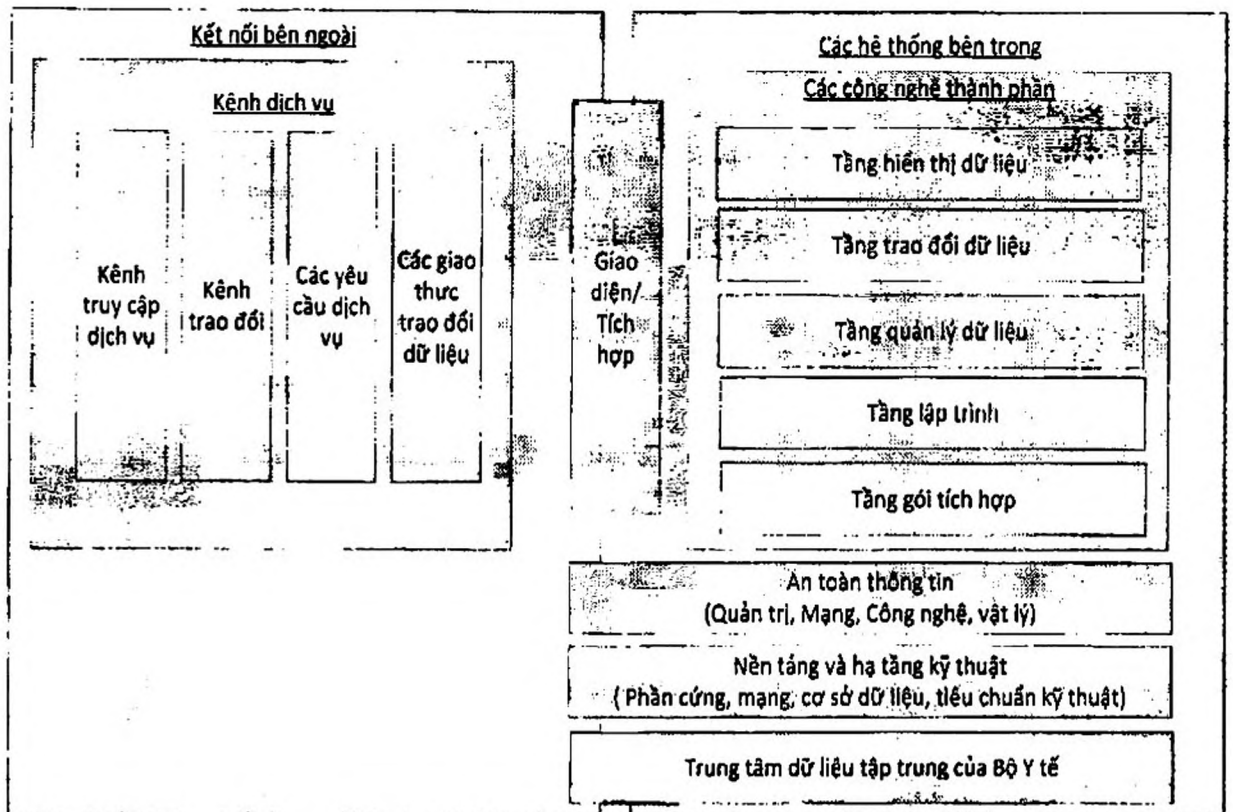 Kết nối bên ngoài
Kênh dịch vụ
Kênh
truy cập
dịch vụ
Kênh
trao đổi
Các yêu
cầu dịch
vụ
Các giao
thức
trao đổi
dữ liệu
Giao
diện/
Tích
hợp
Các hệ thống bên trong
Các công nghệ thành phần
Tầng hiển thị dữ liệu
Tầng trao đổi dữ liệu
Tầng quản lý dữ liệu
Tầng lập trình
Tầng gói tích hợp
An toàn thông tin
(Quản trị, Mạng, Công nghệ, vật lý)
Nền tảng và hạ tầng kỹ thuật
( Phần cứng, mạng, cơ sở dữ liệu, tiêu chuẩn kỹ thuật)
Trung tâm dữ liệu tập trung của Bộ Y tế